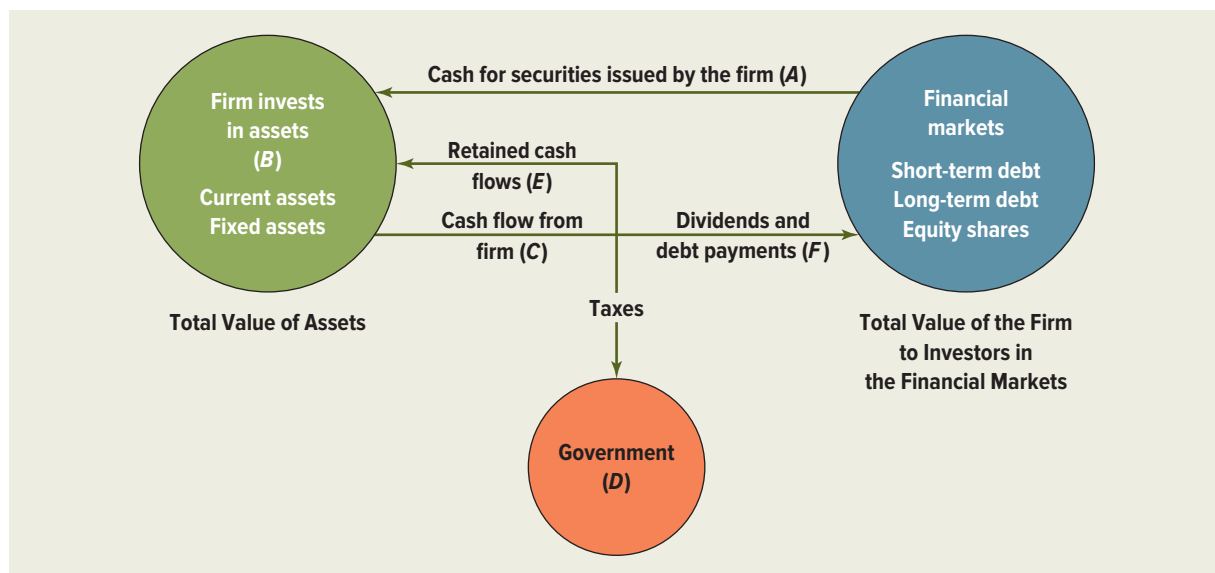 Cash for securities issued by the firm (A)
Firm invests
in assets
(B)
Current assets
Fixed assets
Retained cash
flows (E)
Cash flow from
firm (C)
Dividends and
debt payments (F)
Financial
markets
Short-term debt
Long-term debt
Equity shares
Taxes
Total Value of Assets
Total Value of the Firm
to Investors in
the Financial Markets
Government
(D)